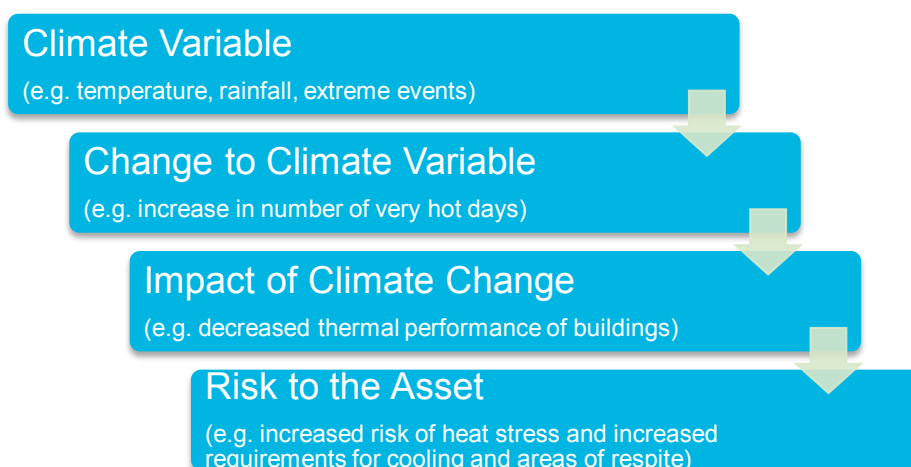 Climate Variable
(e.g. temperature, rainfall, extreme events)
Change to Climate Variable
(e.g. increase in number of very hot days)
Impact of Climate Change
(e.g. decreased thermal performance of buildings)
Risk to the Asset
(e.g. increased risk of heat stress and increased
requirements for cooling and areas of respite)